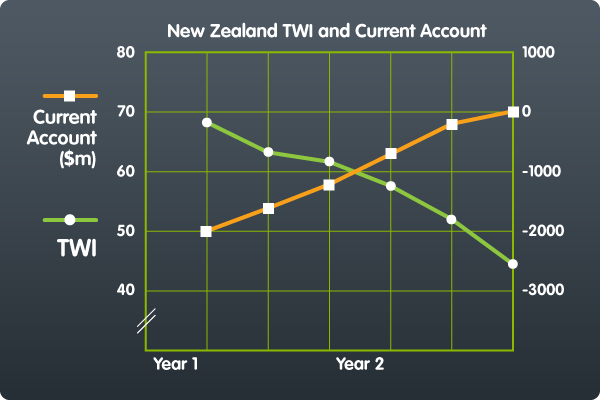 New Zealand TWI and Current Account
80
70
60
50
40
1000
0
-1000
-2000
-3000
Current
Account
($m)
TWI
Year 1
Year 2